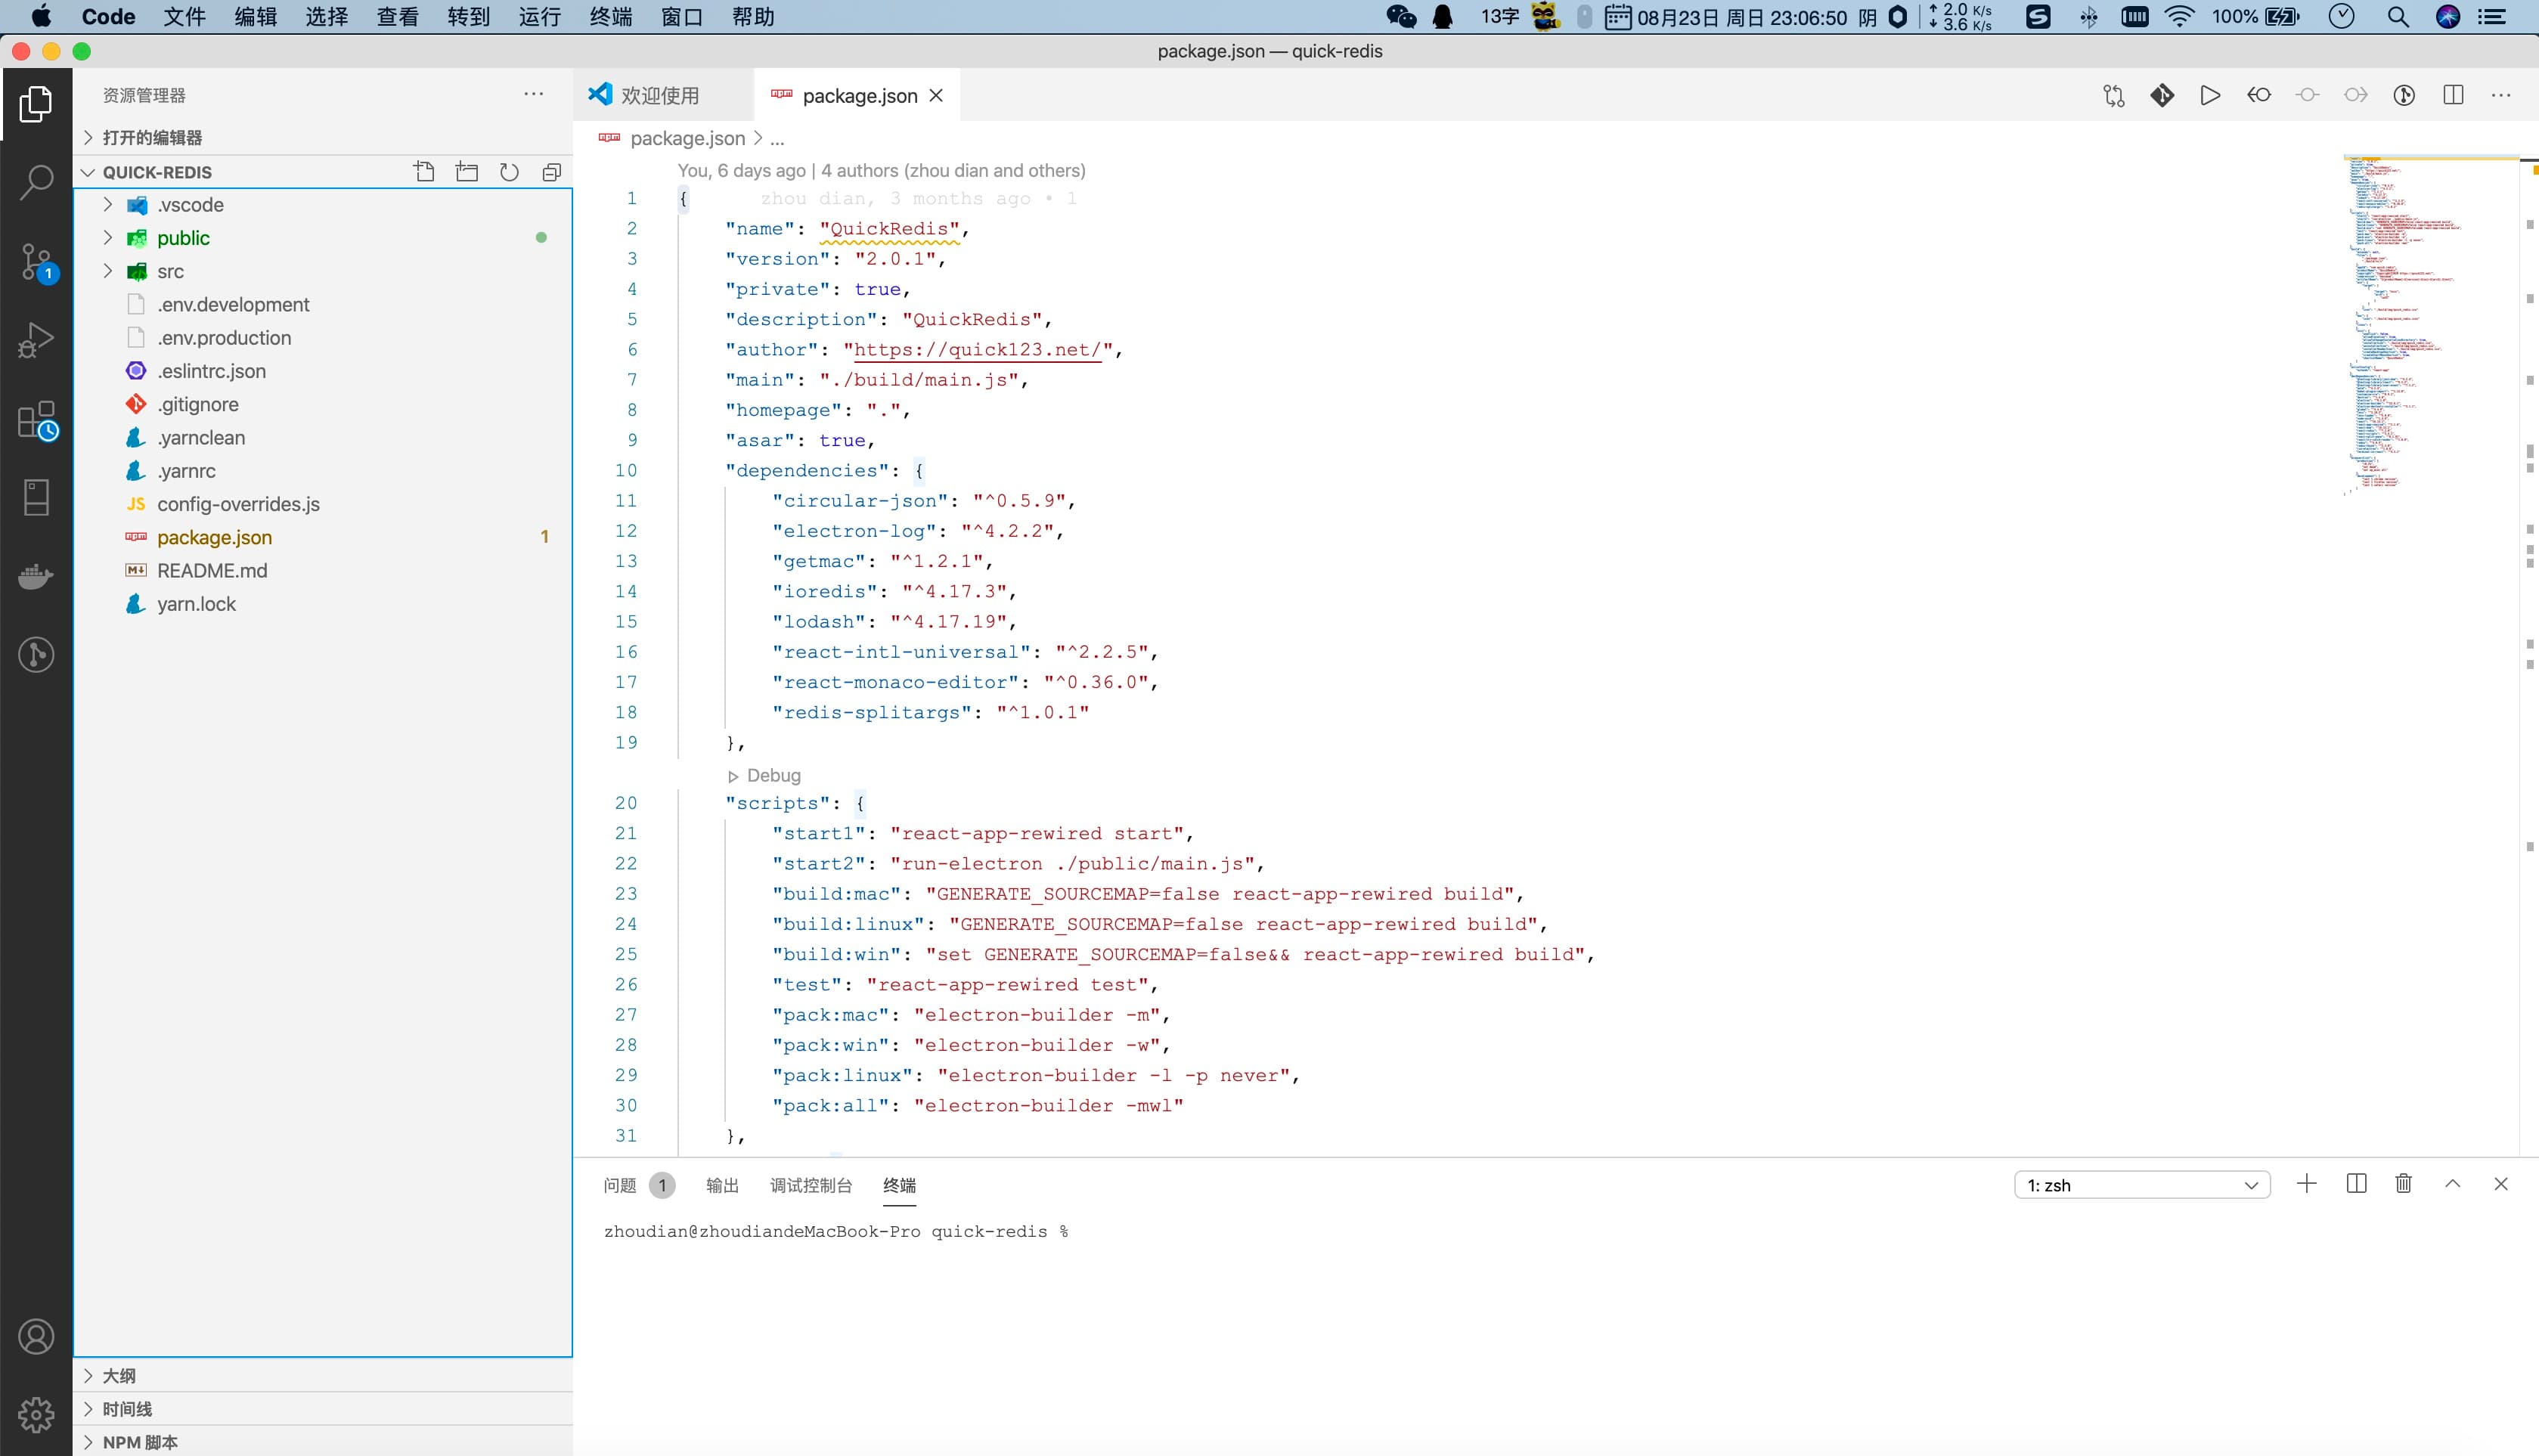 Code 文件 编辑 选择 查看 转到 运行 终端 窗口 帮助 13字 08月23日 周日 23:06:50 阴 2.0 K/s 3.6 K/s 100%
package.json — quick-redis
资源管理器
打开的编辑器
QUICK-REDIS
.vscode
public
src
.env.development
.env.production
.eslintrc.json
.gitignore
.yarnclean
.yarnrc
config-overrides.js
package.json 1
README.md
yarn.lock
大纲
时间线
NPM 脚本
1
欢迎使用 package.json
package.json > ...
You, 6 days ago | 4 authors (zhou dian and others)
1 { zhou dian, 3 months ago • 1
2 "name": "QuickRedis",
3 "version": "2.0.1",
4 "private": true,
5 "description": "QuickRedis",
6 "author": "https://quick123.net/",
7 "main": "./build/main.js",
8 "homepage": ".",
9 "asar": true,
10 "dependencies": {
11 "circular-json": "^0.5.9",
12 "electron-log": "^4.2.2",
13 "getmac": "^1.2.1",
14 "ioredis": "^4.17.3",
15 "lodash": "^4.17.19",
16 "react-intl-universal": "^2.2.5",
17 "react-monaco-editor": "^0.36.0",
18 "redis-splitargs": "^1.0.1"
19 },
Debug
20 "scripts": {
21 "start1": "react-app-rewired start",
22 "start2": "run-electron ./public/main.js",
23 "build:mac": "GENERATE_SOURCEMAP=false react-app-rewired build",
24 "build:linux": "GENERATE_SOURCEMAP=false react-app-rewired build",
25 "build:win": "set GENERATE_SOURCEMAP=false&& react-app-rewired build",
26 "test": "react-app-rewired test",
27 "pack:mac": "electron-builder -m",
28 "pack:win": "electron-builder -w",
29 "pack:linux": "electron-builder -l -p never",
30 "pack:all": "electron-builder -mwl"
31 },
问题 1 输出 调试控制台 终端 1: zsh
zhoudian@zhoudiandeMacBook-Pro quick-redis %